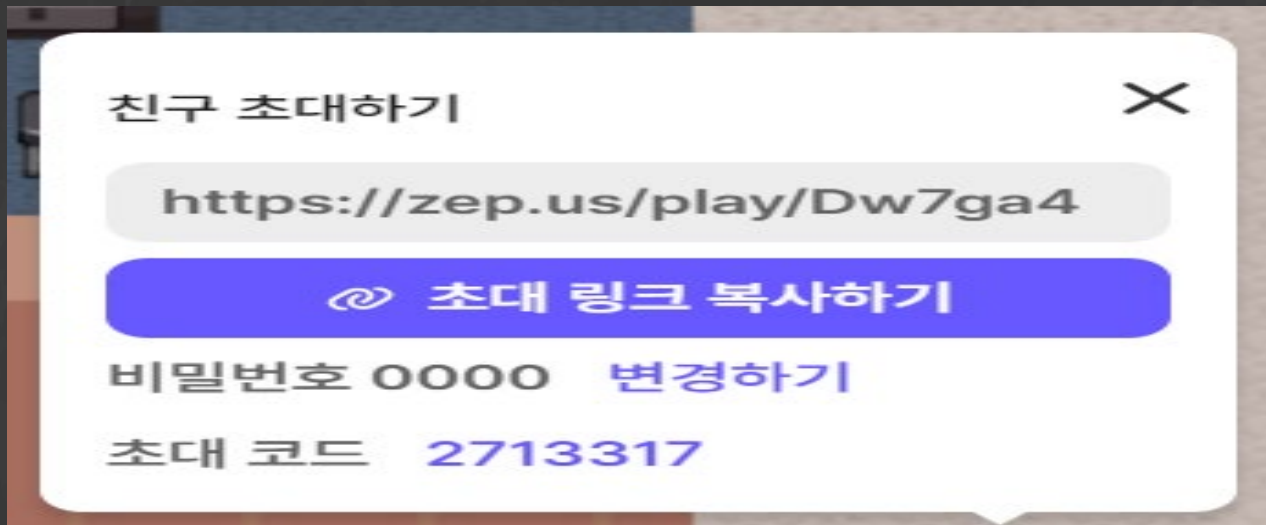 친구 초대하기
https://zep.us/play/Dw7ga4
초대 링크 복사하기
비밀번호 0000 변경하기
초대 코드 2713317